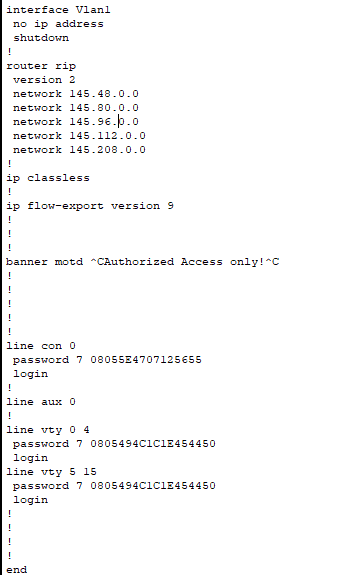 interface Vlan1
no ip address
shutdown
!
router rip
version 2
network 145.48.0.0
network 145.80.0.0
network 145.96.0.0
network 145.112.0.0
network 145.208.0.0
!
ip classless
!
ip flow-export version 9
!
!
!
banner motd ^CAuthorized Access only!^C
!
!
!
!
!
line con 0
password 7 08055E4707125655
login
!
line aux 0
!
line vty 0 4
password 7 0805494C1C1E454450
login
line vty 5 15
password 7 0805494C1C1E454450
login
!
!
!
!
end